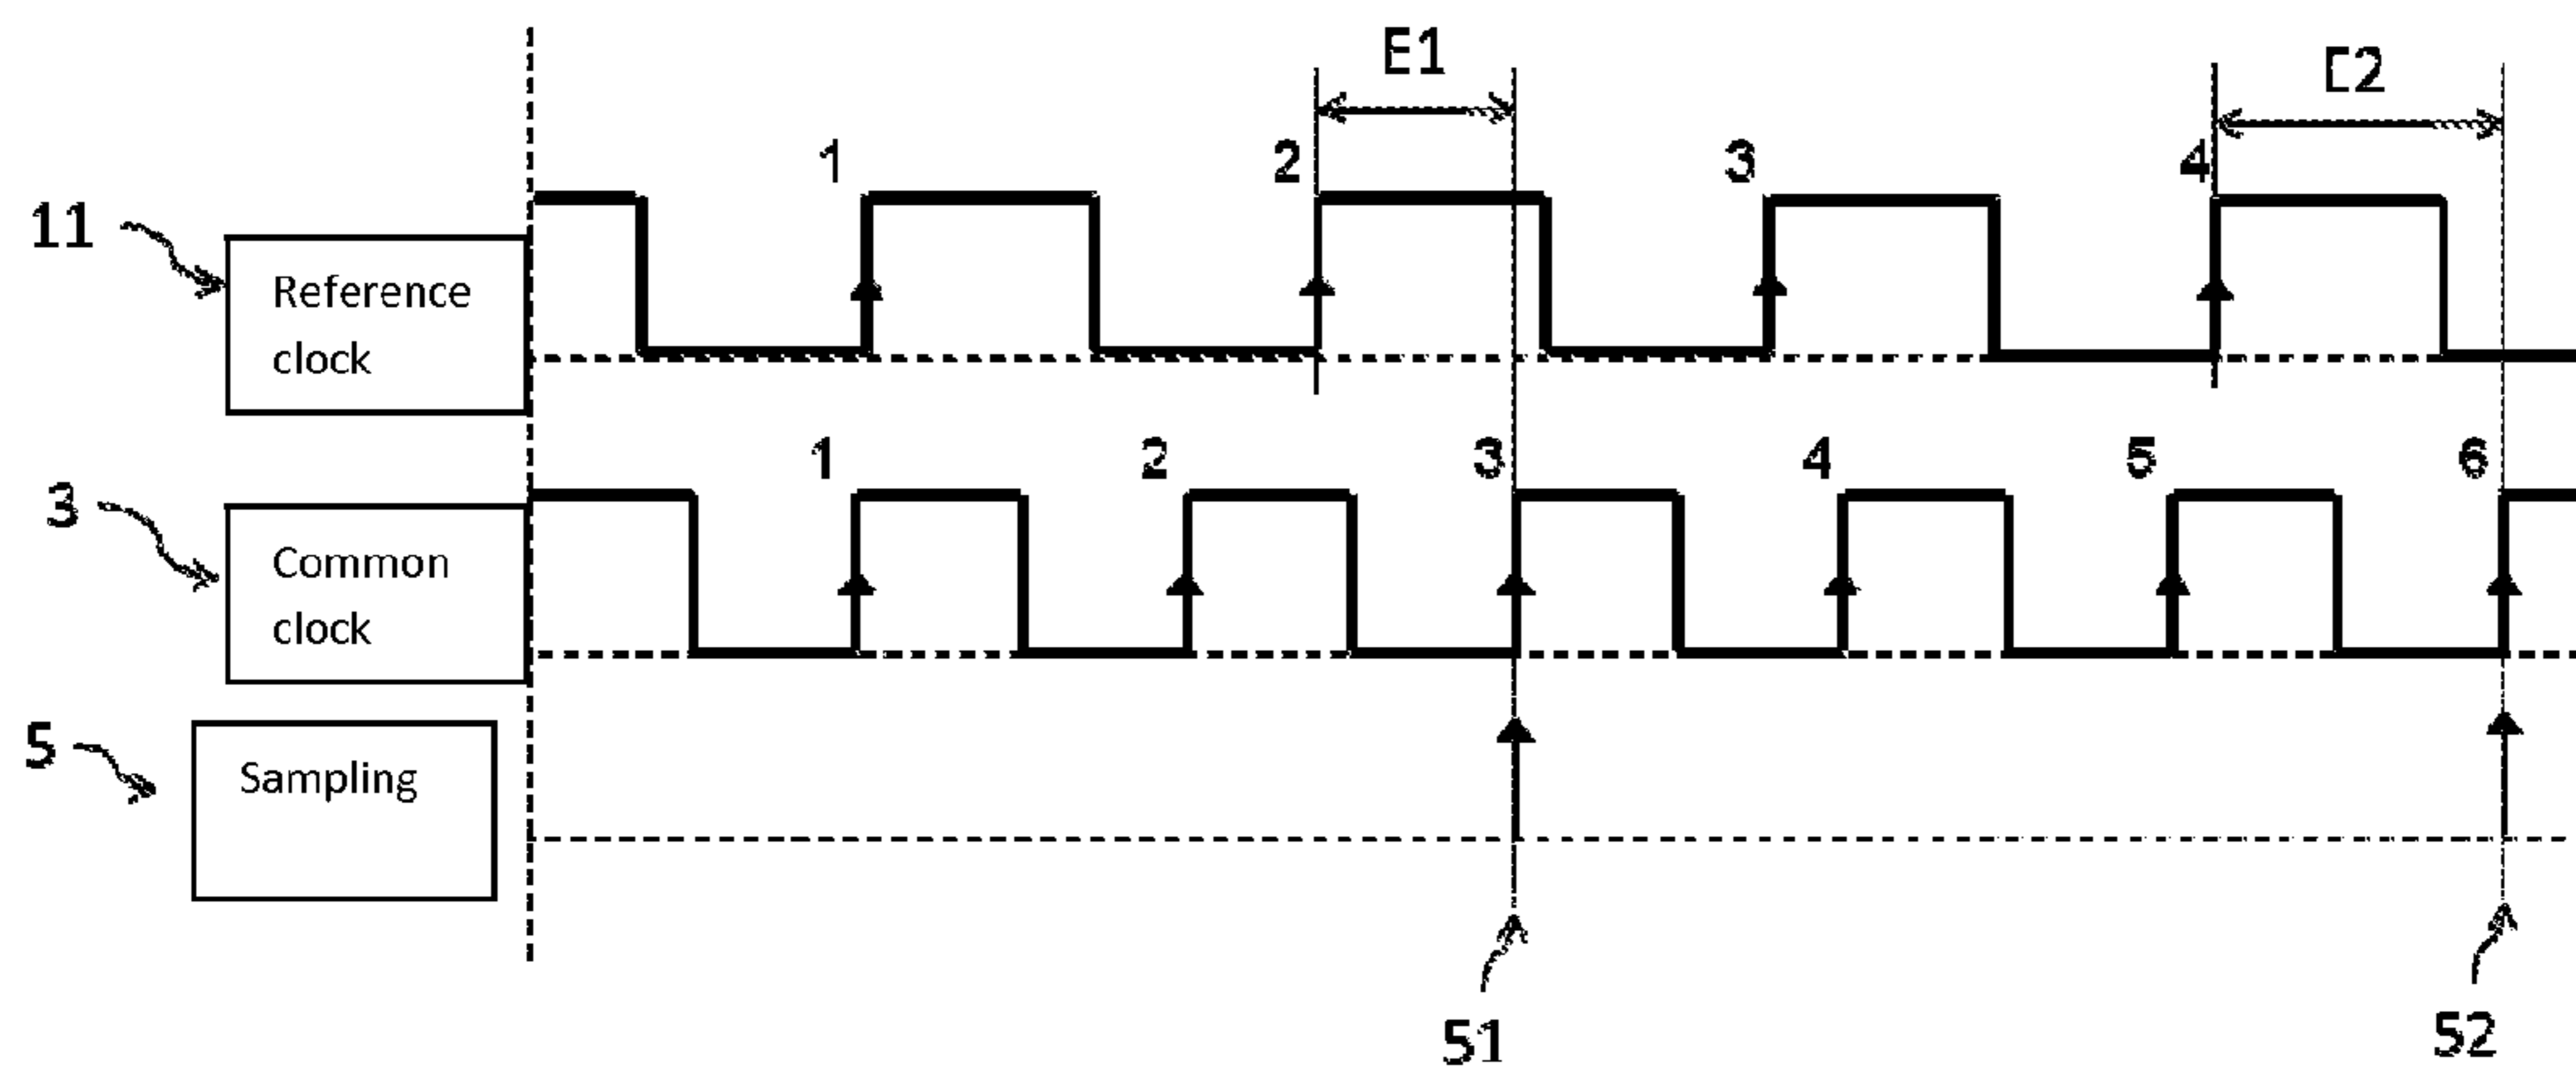 E1
E2
1 2 3 4
11
Reference
clock
1 2 3 4 5 6
3
Common
clock
5
Sampling
51
52